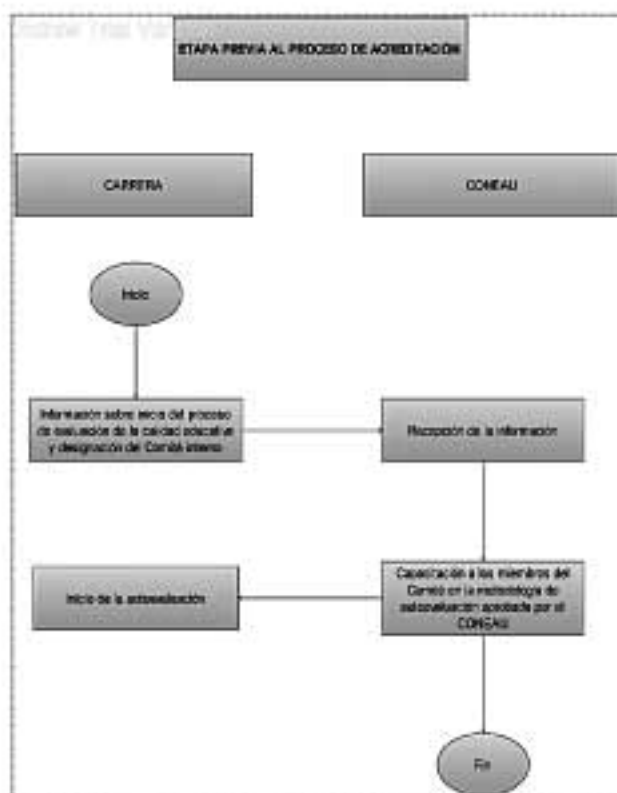 ETAPA PREVIA AL PROCESO DE ACREDITACIÓN
CARRERA
CONEAU
Inicio
Información sobre inicio del proceso
de evaluación de la calidad educativa
y designación del Comité interno
Recepción de la información
Capacitación a los miembros del
Comité en la metodología de
autoevaluación aprobada por el
CONEAU
Inicio de la autoevaluación
Fin